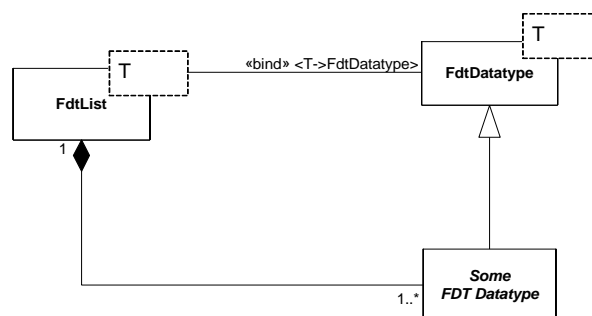 T
T
«bind» <T->FdtDatatype>
FdtList
FdtDatatype
1
Some
FDT Datatype
1..*